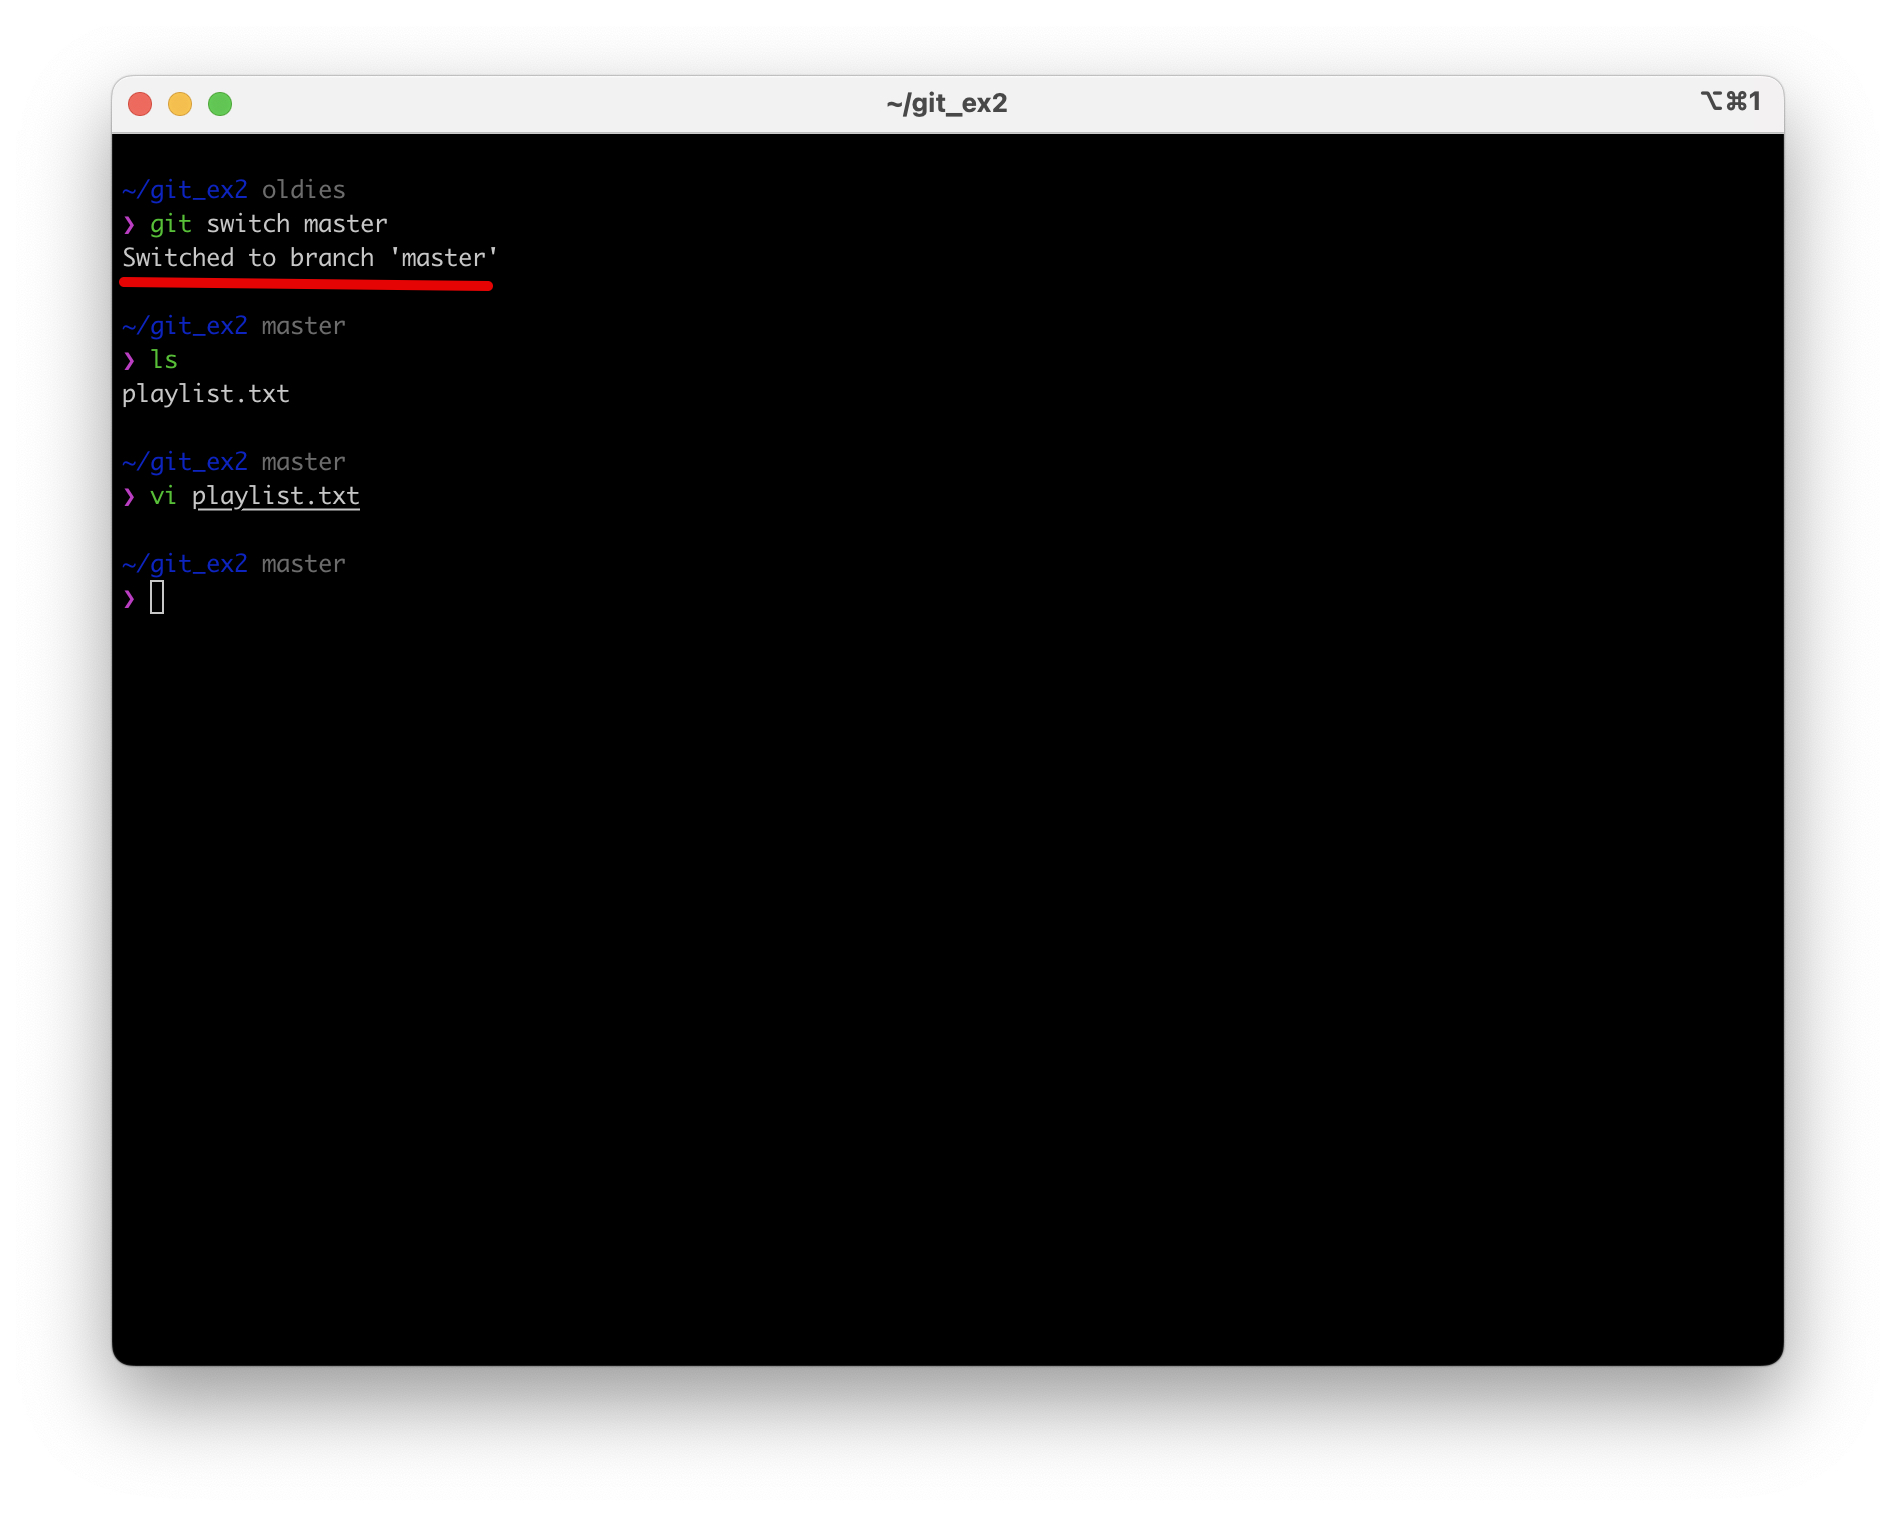 ~/git_ex2
⌥⌘1
~/git_ex2 oldies
❯ git switch master
Switched to branch 'master'
~/git_ex2 master
❯ ls
playlist.txt
~/git_ex2 master
❯ vi playlist.txt
~/git_ex2 master
❯